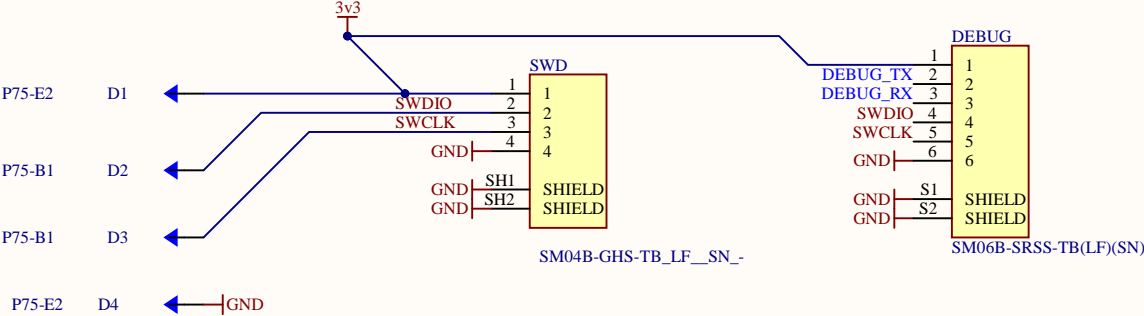 3v3
DEBUG
SWD
1 1
DEBUG_TX 2 2
DEBUG_RX 3 3
SWDIO 4 4
SWCLK 5 5
GND 6 6
GND S1 SHIELD
GND S2 SHIELD
SM06B-SRSS-TB(LF)(SN)
P75-E2 D1 1 1
SWDIO 2 2
SWCLK 3 3
GND 4 4
P75-B1 D2
GND SH1 SHIELD
GND SH2 SHIELD
P75-B1 D3
SM04B-GHS-TB_LF__SN_-
P75-E2 D4 GND